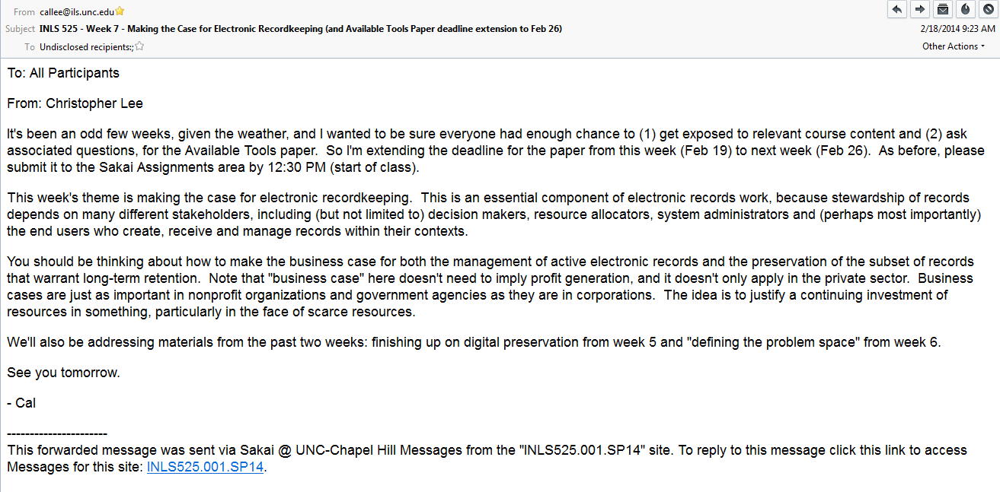 From callee@ils.unc.edu
Subject INLS 525 - Week 7 - Making the Case for Electronic Recordkeeping (and Available Tools Paper deadline extension to Feb 26)
2/18/2014 9:23 AM
To Undisclosed recipients:;
Other Actions
To: All Participants
From: Christopher Lee
It's been an odd few weeks, given the weather, and I wanted to be sure everyone had enough chance to (1) get exposed to relevant course content and (2) ask
associated questions, for the Available Tools paper.  So I'm extending the deadline for the paper from this week (Feb 19) to next week (Feb 26).  As before, please
submit it to the Sakai Assignments area by 12:30 PM (start of class).
This week's theme is making the case for electronic recordkeeping.  This is an essential component of electronic records work, because stewardship of records
depends on many different stakeholders, including (but not limited to) decision makers, resource allocators, system administrators and (perhaps most importantly)
the end users who create, receive and manage records within their contexts.
You should be thinking about how to make the business case for both the management of active electronic records and the preservation of the subset of records
that warrant long-term retention.  Note that "business case" here doesn't need to imply profit generation, and it doesn't only apply in the private sector.  Business
cases are just as important in nonprofit organizations and government agencies as they are in corporations.  The idea is to justify a continuing investment of
resources in something, particularly in the face of scarce resources.
We'll also be addressing materials from the past two weeks: finishing up on digital preservation from week 5 and "defining the problem space" from week 6.
See you tomorrow.
- Cal
----------------------
This forwarded message was sent via Sakai @ UNC-Chapel Hill Messages from the "INLS525.001.SP14" site. To reply to this message click this link to access
Messages for this site: INLS525.001.SP14.